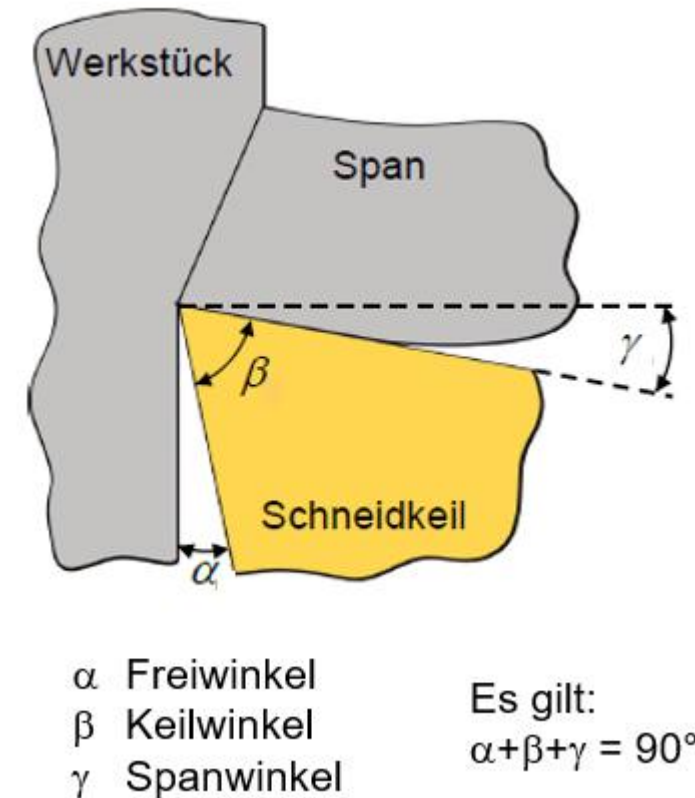 Werkstück
Span
γ
β
Schneidkeil
α
α Freiwinkel
β Keilwinkel
γ Spanwinkel
Es gilt:
α+β+γ = 90°